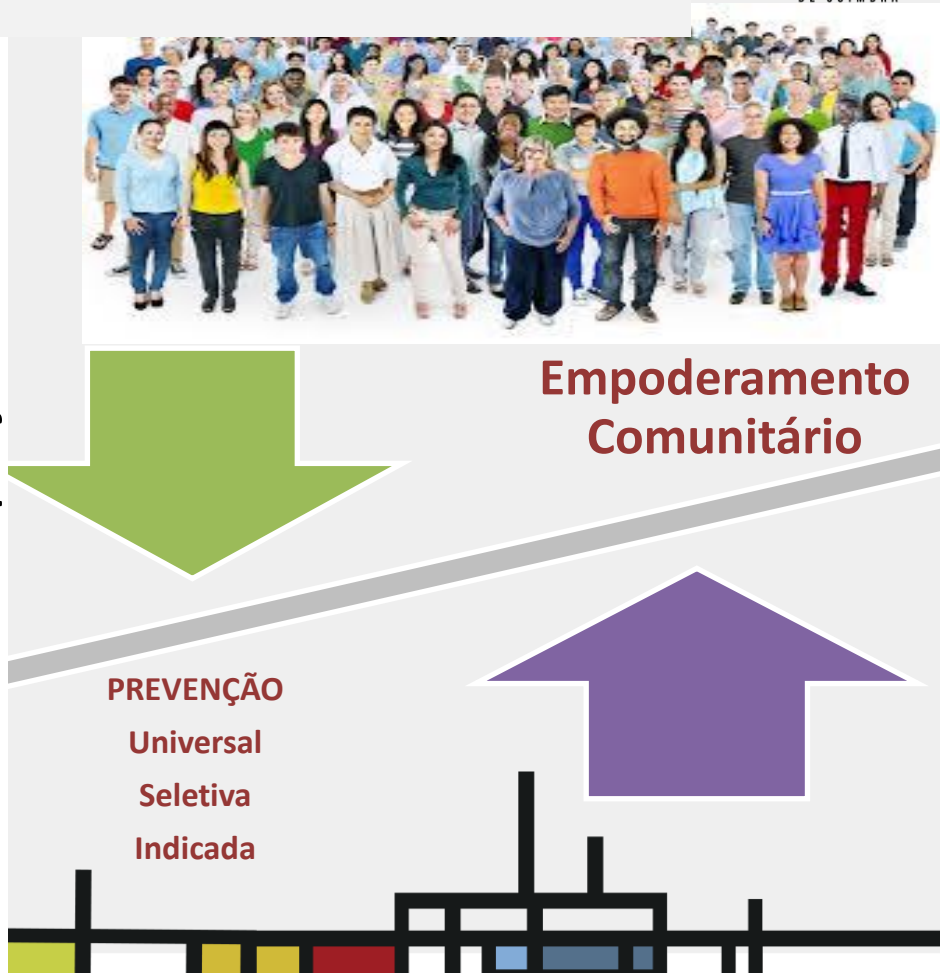 Empoderamento
Comunitário
PREVENÇÃO
Universal
Seletiva
Indicada